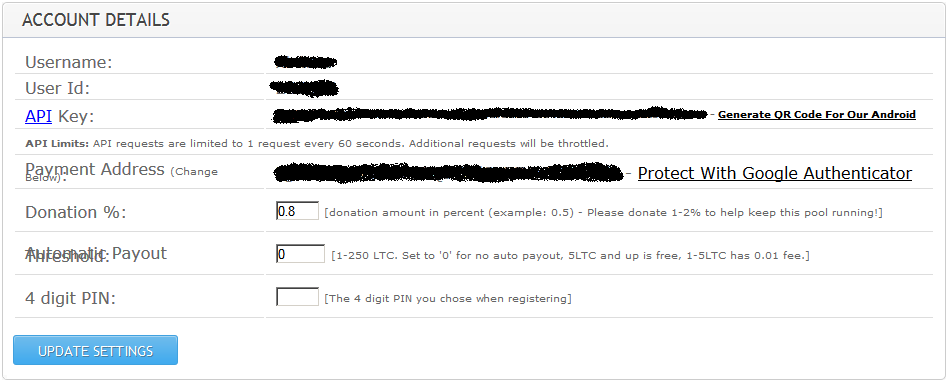 ACCOUNT DETAILS
Username:
User Id:
API Key: - Generate QR Code For Our Android
API Limits: API requests are limited to 1 request every 60 seconds. Additional requests will be throttled.
Payment Address (Change Below): - Protect With Google Authenticator
Donation %: 0.8 [donation amount in percent (example: 0.5) - Please donate 1-2% to help keep this pool running!]
Automatic Payout Threshold: 0 [1-250 LTC. Set to '0' for no auto payout, 5LTC and up is free, 1-5LTC has 0.01 fee.]
4 digit PIN: [The 4 digit PIN you chose when registering]
UPDATE SETTINGS